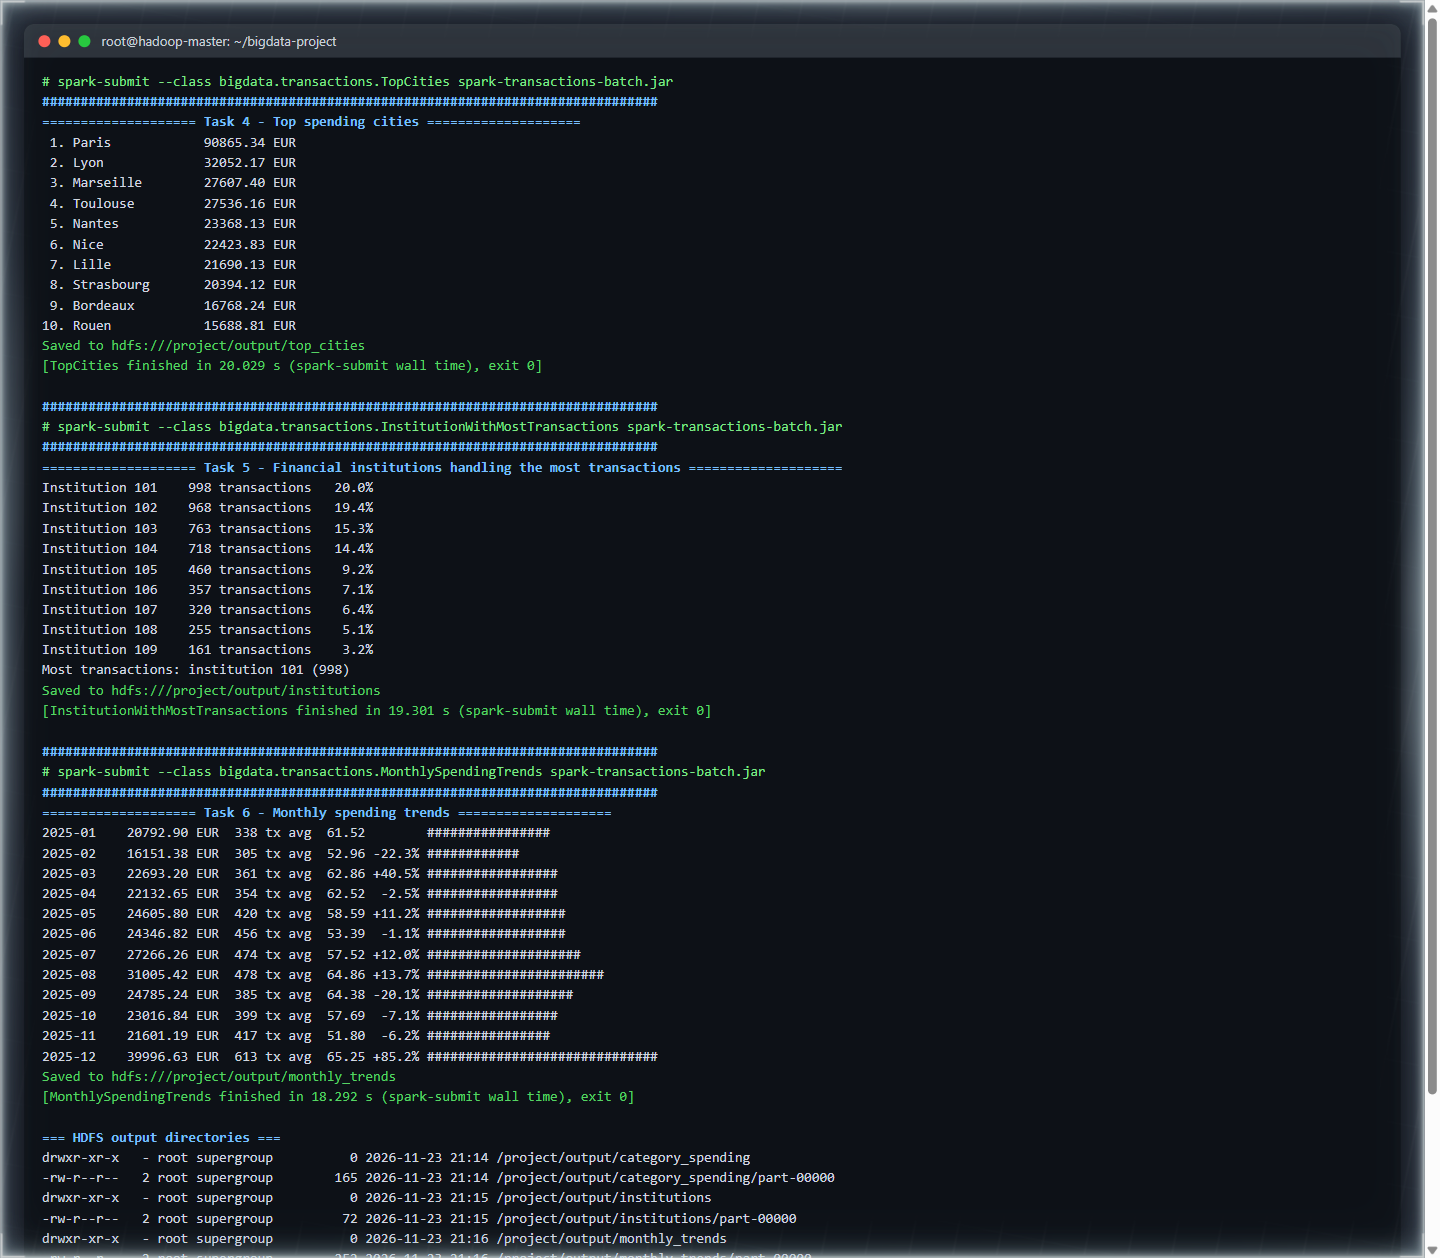 root@hadoop-master: ~/bigdata-project
# spark-submit --class bigdata.transactions.TopCities spark-transactions-batch.jar
################################################################################
==================== Task 4 - Top spending cities ====================
 1. Paris            90865.34 EUR
 2. Lyon             32052.17 EUR
 3. Marseille        27607.40 EUR
 4. Toulouse         27536.16 EUR
 5. Nantes           23368.13 EUR
 6. Nice             22423.83 EUR
 7. Lille            21690.13 EUR
 8. Strasbourg       20394.12 EUR
 9. Bordeaux         16768.24 EUR
10. Rouen            15688.81 EUR
Saved to hdfs:///project/output/top_cities
[TopCities finished in 20.029 s (spark-submit wall time), exit 0]
################################################################################
# spark-submit --class bigdata.transactions.InstitutionWithMostTransactions spark-transactions-batch.jar
################################################################################
==================== Task 5 - Financial institutions handling the most transactions ====================
Institution 101    998 transactions   20.0%
Institution 102    968 transactions   19.4%
Institution 103    763 transactions   15.3%
Institution 104    718 transactions   14.4%
Institution 105    460 transactions    9.2%
Institution 106    357 transactions    7.1%
Institution 107    320 transactions    6.4%
Institution 108    255 transactions    5.1%
Institution 109    161 transactions    3.2%
Most transactions: institution 101 (998)
Saved to hdfs:///project/output/institutions
[InstitutionWithMostTransactions finished in 19.301 s (spark-submit wall time), exit 0]
################################################################################
# spark-submit --class bigdata.transactions.MonthlySpendingTrends spark-transactions-batch.jar
################################################################################
==================== Task 6 - Monthly spending trends ====================
2025-01    20792.90 EUR  338 tx avg  61.52        ################
2025-02    16151.38 EUR  305 tx avg  52.96 -22.3% ############
2025-03    22693.20 EUR  361 tx avg  62.86 +40.5% #################
2025-04    22132.65 EUR  354 tx avg  62.52  -2.5% #################
2025-05    24605.80 EUR  420 tx avg  58.59 +11.2% ##################
2025-06    24346.82 EUR  456 tx avg  53.39  -1.1% ##################
2025-07    27266.26 EUR  474 tx avg  57.52 +12.0% ####################
2025-08    31005.42 EUR  478 tx avg  64.86 +13.7% #######################
2025-09    24785.24 EUR  385 tx avg  64.38 -20.1% ###################
2025-10    23016.84 EUR  399 tx avg  57.69  -7.1% #################
2025-11    21601.19 EUR  417 tx avg  51.80  -6.2% ################
2025-12    39996.63 EUR  613 tx avg  65.25 +85.2% ##############################
Saved to hdfs:///project/output/monthly_trends
[MonthlySpendingTrends finished in 18.292 s (spark-submit wall time), exit 0]
=== HDFS output directories ===
drwxr-xr-x   - root supergroup          0 2026-11-23 21:14 /project/output/category_spending
-rw-r--r--   2 root supergroup        165 2026-11-23 21:14 /project/output/category_spending/part-00000
drwxr-xr-x   - root supergroup          0 2026-11-23 21:15 /project/output/institutions
-rw-r--r--   2 root supergroup         72 2026-11-23 21:15 /project/output/institutions/part-00000
drwxr-xr-x   - root supergroup          0 2026-11-23 21:16 /project/output/monthly_trends